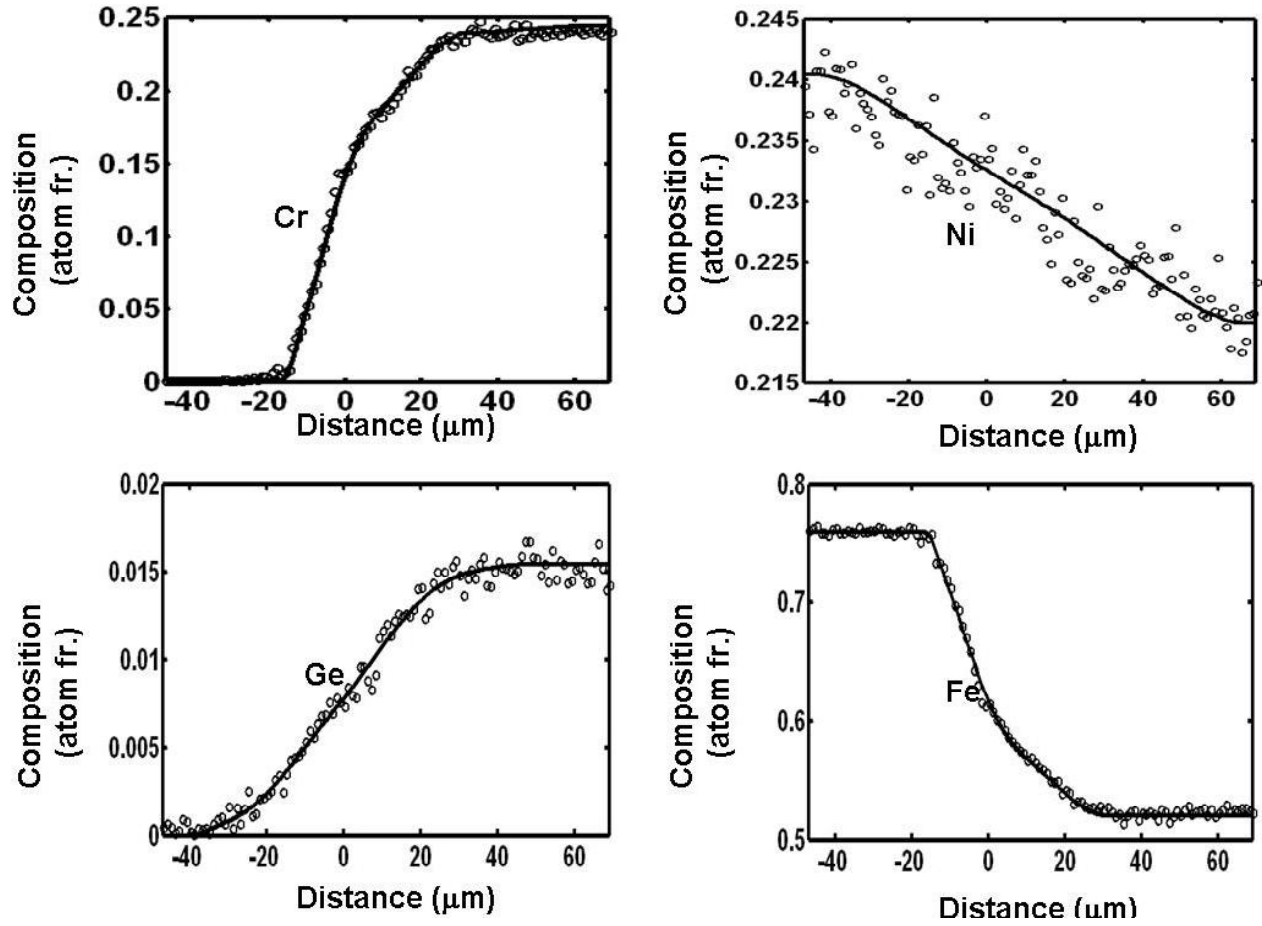 0.25
0.2
0.15
0.1
0.05
0
Composition
(atom fr.)
Cr
-40 -20 0 20 40 60
Distance (μm)
0.245
0.24
0.235
0.23
0.225
0.22
0.215
Composition
(atom fr.)
Ni
-40 -20 0 20 40 60
Distance (μm)
0.02
0.015
0.01
0.005
0
Composition
(atom fr.)
Ge
-40 -20 0 20 40 60
Distance (μm)
0.8
0.7
0.6
0.5
Composition
(atom fr.)
Fe
-40 -20 0 20 40 60
Distance (μm)